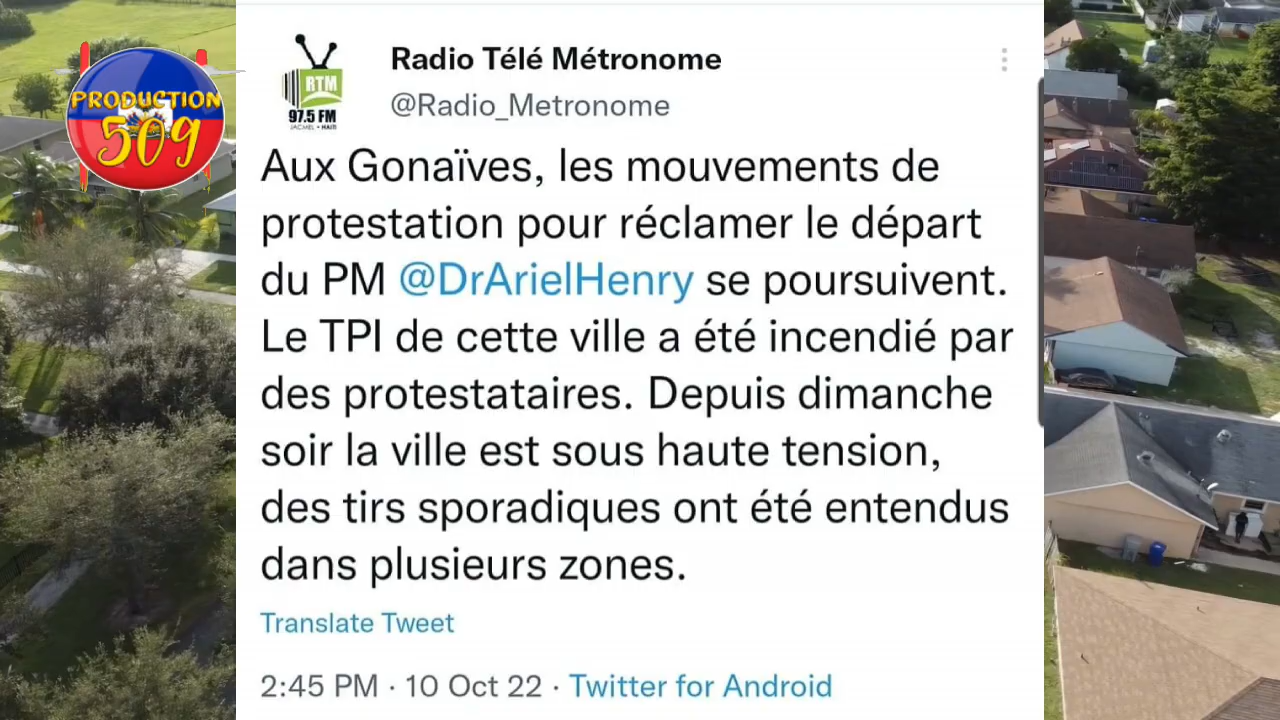 PRODUCTION
509
RTM
97.5 FM
JACMEL • HAITI
Radio Télé Métronome
@Radio_Metronome
Aux Gonaïves, les mouvements de
protestation pour réclamer le départ
du PM @DrArielHenry se poursuivent.
Le TPI de cette ville a été incendié par
des protestataires. Depuis dimanche
soir la ville est sous haute tension,
des tirs sporadiques ont été entendus
dans plusieurs zones.
Translate Tweet
2:45 PM · 10 Oct 22 · Twitter for Android